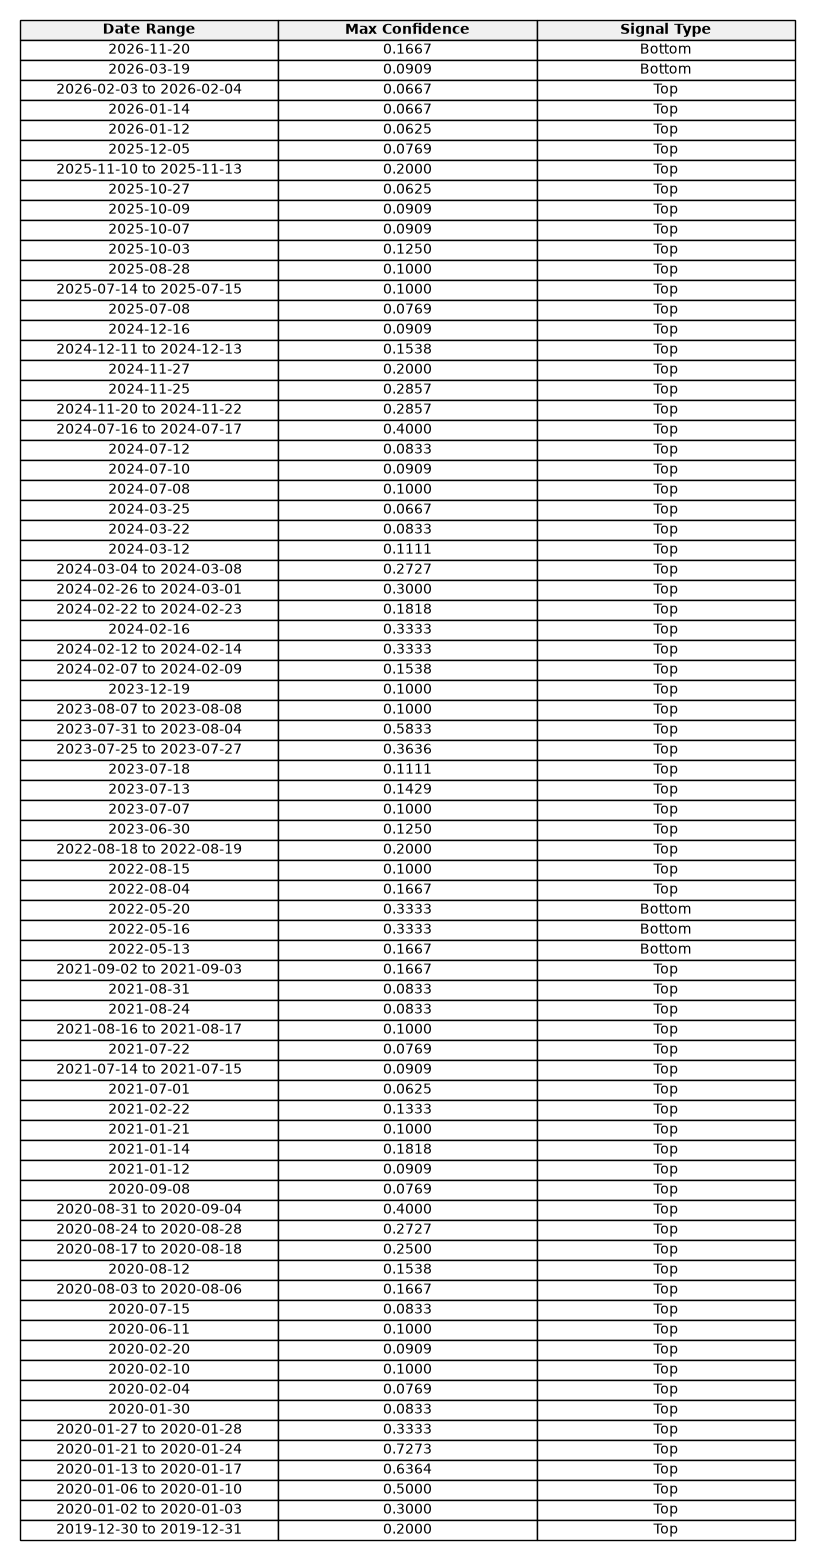 Date Range Max Confidence Signal Type
2026-11-20 0.1667 Bottom
2026-03-19 0.0909 Bottom
2026-02-03 to 2026-02-04 0.0667 Top
2026-01-14 0.0667 Top
2026-01-12 0.0625 Top
2025-12-05 0.0769 Top
2025-11-10 to 2025-11-13 0.2000 Top
2025-10-27 0.0625 Top
2025-10-09 0.0909 Top
2025-10-07 0.0909 Top
2025-10-03 0.1250 Top
2025-08-28 0.1000 Top
2025-07-14 to 2025-07-15 0.1000 Top
2025-07-08 0.0769 Top
2024-12-16 0.0909 Top
2024-12-11 to 2024-12-13 0.1538 Top
2024-11-27 0.2000 Top
2024-11-25 0.2857 Top
2024-11-20 to 2024-11-22 0.2857 Top
2024-07-16 to 2024-07-17 0.4000 Top
2024-07-12 0.0833 Top
2024-07-10 0.0909 Top
2024-07-08 0.1000 Top
2024-03-25 0.0667 Top
2024-03-22 0.0833 Top
2024-03-12 0.1111 Top
2024-03-04 to 2024-03-08 0.2727 Top
2024-02-26 to 2024-03-01 0.3000 Top
2024-02-22 to 2024-02-23 0.1818 Top
2024-02-16 0.3333 Top
2024-02-12 to 2024-02-14 0.3333 Top
2024-02-07 to 2024-02-09 0.1538 Top
2023-12-19 0.1000 Top
2023-08-07 to 2023-08-08 0.1000 Top
2023-07-31 to 2023-08-04 0.5833 Top
2023-07-25 to 2023-07-27 0.3636 Top
2023-07-18 0.1111 Top
2023-07-13 0.1429 Top
2023-07-07 0.1000 Top
2023-06-30 0.1250 Top
2022-08-18 to 2022-08-19 0.2000 Top
2022-08-15 0.1000 Top
2022-08-04 0.1667 Top
2022-05-20 0.3333 Bottom
2022-05-16 0.3333 Bottom
2022-05-13 0.1667 Bottom
2021-09-02 to 2021-09-03 0.1667 Top
2021-08-31 0.0833 Top
2021-08-24 0.0833 Top
2021-08-16 to 2021-08-17 0.1000 Top
2021-07-22 0.0769 Top
2021-07-14 to 2021-07-15 0.0909 Top
2021-07-01 0.0625 Top
2021-02-22 0.1333 Top
2021-01-21 0.1000 Top
2021-01-14 0.1818 Top
2021-01-12 0.0909 Top
2020-09-08 0.0769 Top
2020-08-31 to 2020-09-04 0.4000 Top
2020-08-24 to 2020-08-28 0.2727 Top
2020-08-17 to 2020-08-18 0.2500 Top
2020-08-12 0.1538 Top
2020-08-03 to 2020-08-06 0.1667 Top
2020-07-15 0.0833 Top
2020-06-11 0.1000 Top
2020-02-20 0.0909 Top
2020-02-10 0.1000 Top
2020-02-04 0.0769 Top
2020-01-30 0.0833 Top
2020-01-27 to 2020-01-28 0.3333 Top
2020-01-21 to 2020-01-24 0.7273 Top
2020-01-13 to 2020-01-17 0.6364 Top
2020-01-06 to 2020-01-10 0.5000 Top
2020-01-02 to 2020-01-03 0.3000 Top
2019-12-30 to 2019-12-31 0.2000 Top